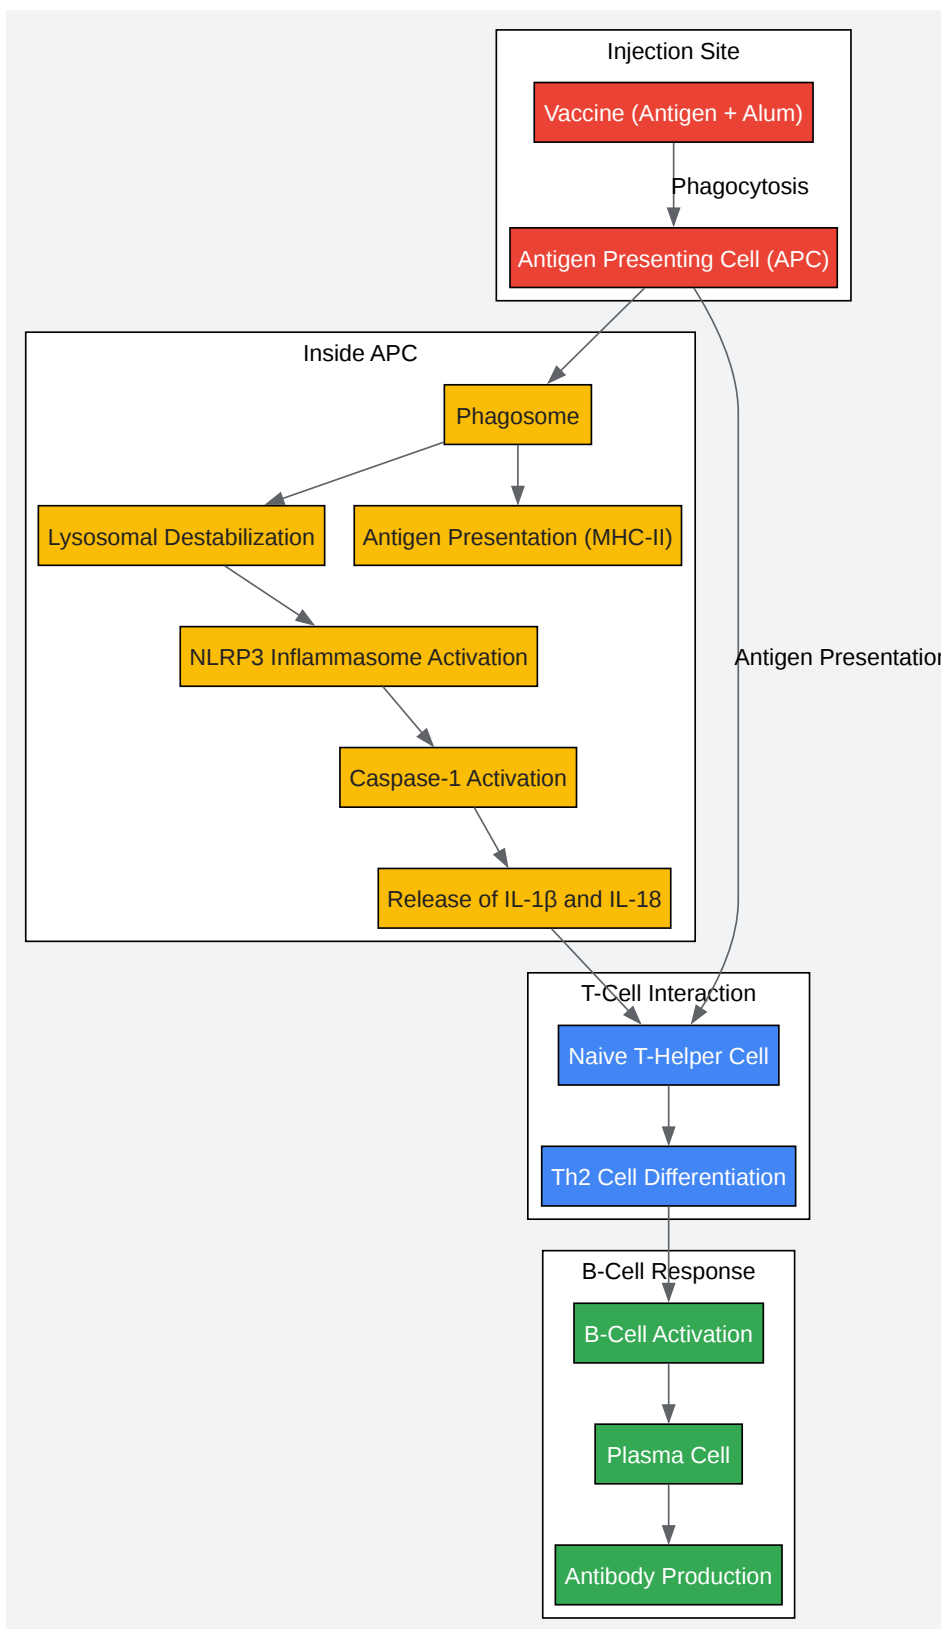 Injection Site
Vaccine (Antigen + Alum)
Phagocytosis
Antigen Presenting Cell (APC)
Inside APC
Phagosome
Lysosomal Destabilization
Antigen Presentation (MHC-II)
NLRP3 Inflammasome Activation
Antigen Presentation
Caspase-1 Activation
Release of IL-1β and IL-18
T-Cell Interaction
Naive T-Helper Cell
Th2 Cell Differentiation
B-Cell Response
B-Cell Activation
Plasma Cell
Antibody Production